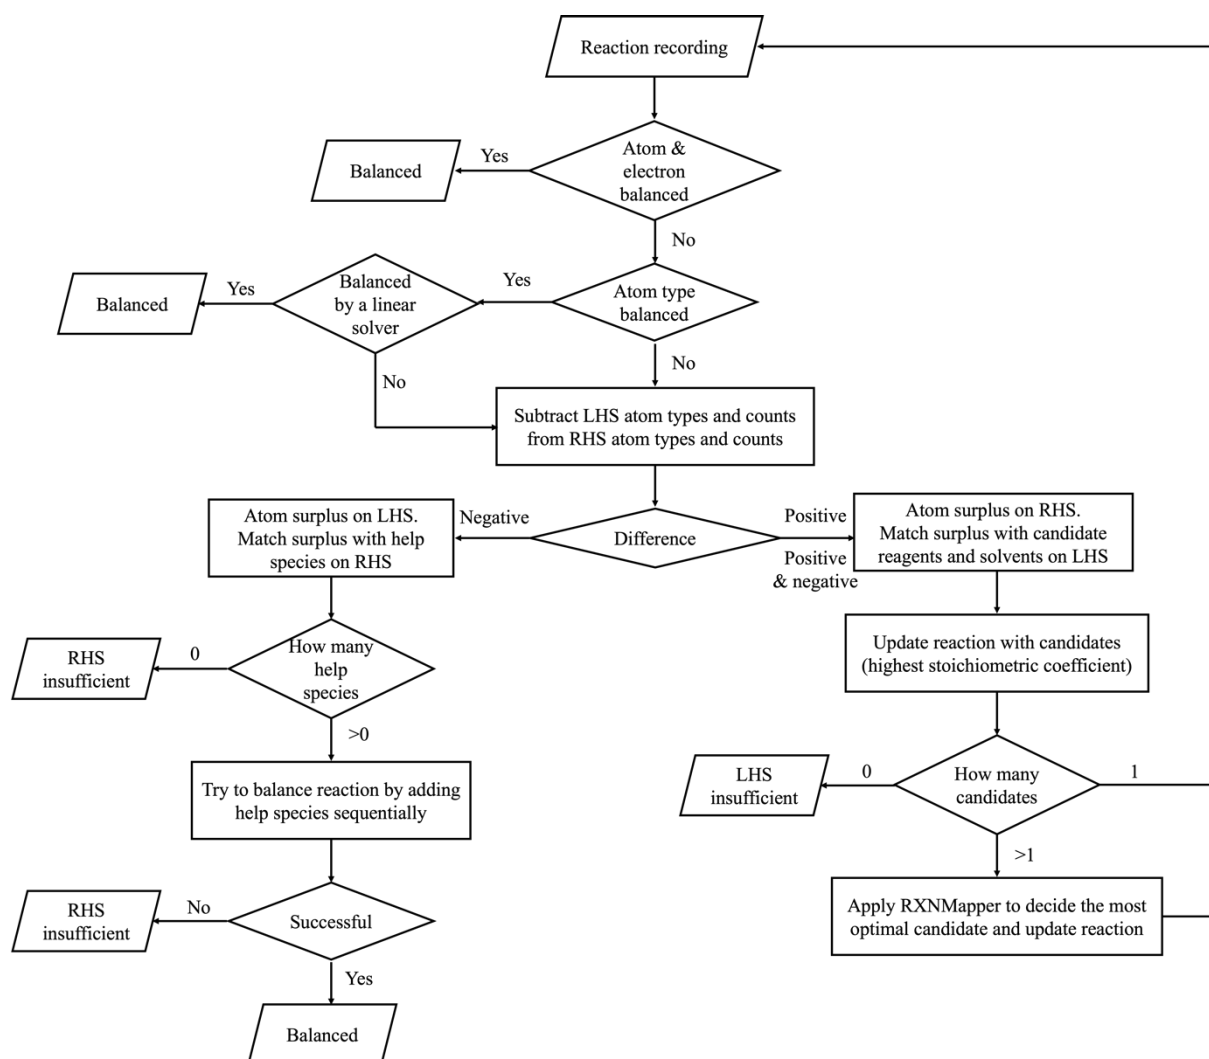 Reaction recording
Atom &
electron
balanced
Yes
Balanced
No
Atom type
balanced
Yes
Balanced
by a linear
solver
Yes
Balanced
No
No
Subtract LHS atom types and counts
from RHS atom types and counts
Difference
Negative
Positive
Positive
& negative
Atom surplus on LHS.
Match surplus with help
species on RHS
How many
help
species
0
RHS
insufficient
>0
Try to balance reaction by adding
help species sequentially
Successful
No
RHS
insufficient
Yes
Balanced
Atom surplus on RHS.
Match surplus with candidate
reagents and solvents on LHS
Update reaction with candidates
(highest stoichiometric coefficient)
How many
candidates
0
LHS
insufficient
1
>1
Apply RXNMapper to decide the most
optimal candidate and update reaction